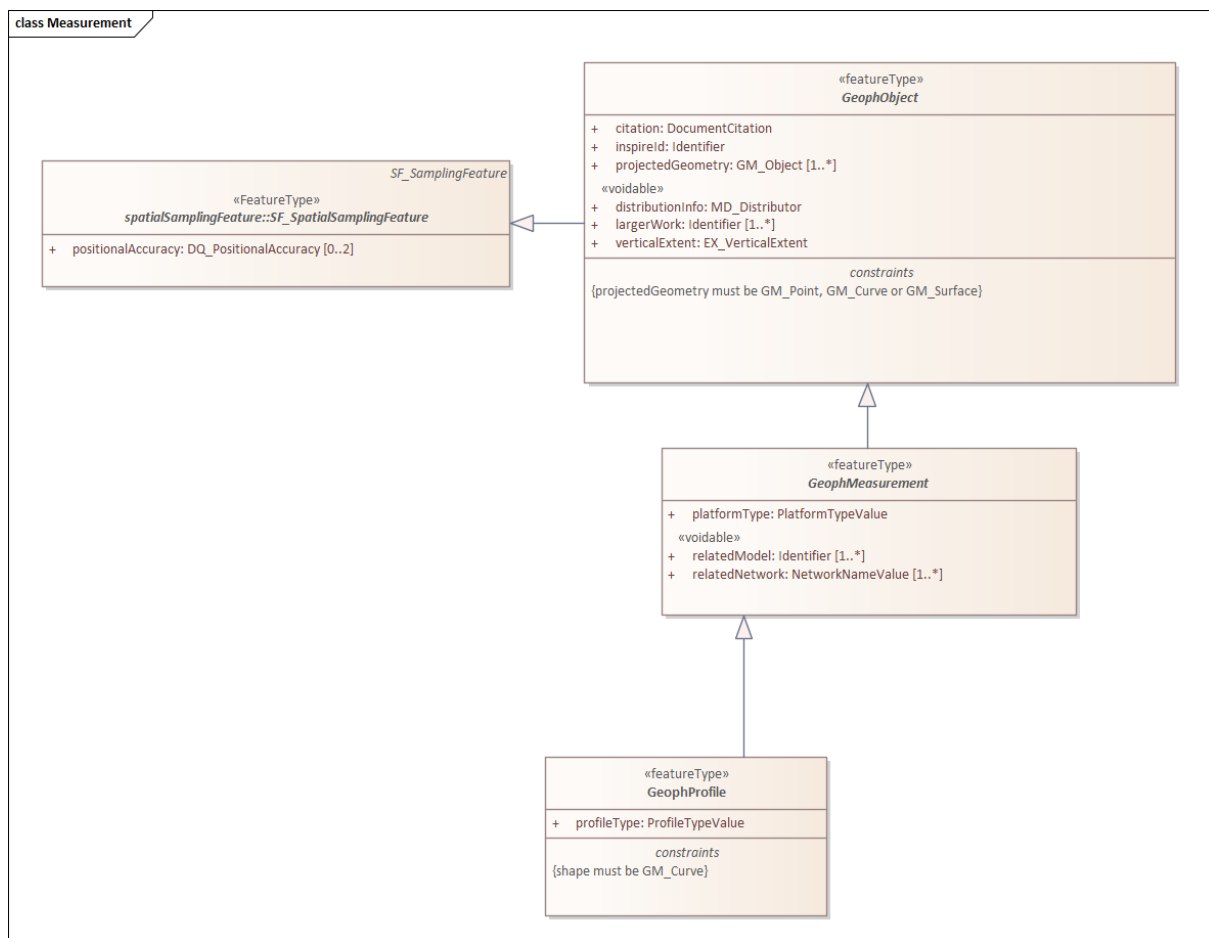 class Measurement
«featureType»
GeophObject
+ citation: DocumentCitation
+ inspireId: Identifier
+ projectedGeometry: GM_Object [1..*]
«voidable»
+ distributionInfo: MD_Distributor
+ largerWork: Identifier [1..*]
+ verticalExtent: EX_VerticalExtent
constraints
{projectedGeometry must be GM_Point, GM_Curve or GM_Surface}
SF_SamplingFeature
«FeatureType»
spatialSamplingFeature::SF_SpatialSamplingFeature
+ positionalAccuracy: DQ_PositionalAccuracy [0..2]
«featureType»
GeophMeasurement
+ platformType: PlatformTypeValue
«voidable»
+ relatedModel: Identifier [1..*]
+ relatedNetwork: NetworkNameValue [1..*]
«featureType»
GeophProfile
+ profileType: ProfileTypeValue
constraints
{shape must be GM_Curve}